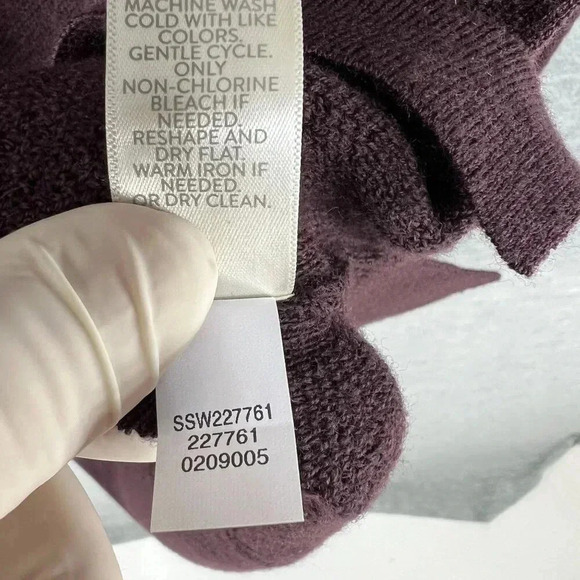 MACHINE WASH
COLD WITH LIKE
COLORS.
GENTLE CYCLE.
ONLY
NON-CHLORINE
BLEACH IF
NEEDED.
RESHAPE AND
DRY FLAT.
WARM IRON IF
NEEDED.
OR DRY CLEAN.
SSW227761
227761
0209005